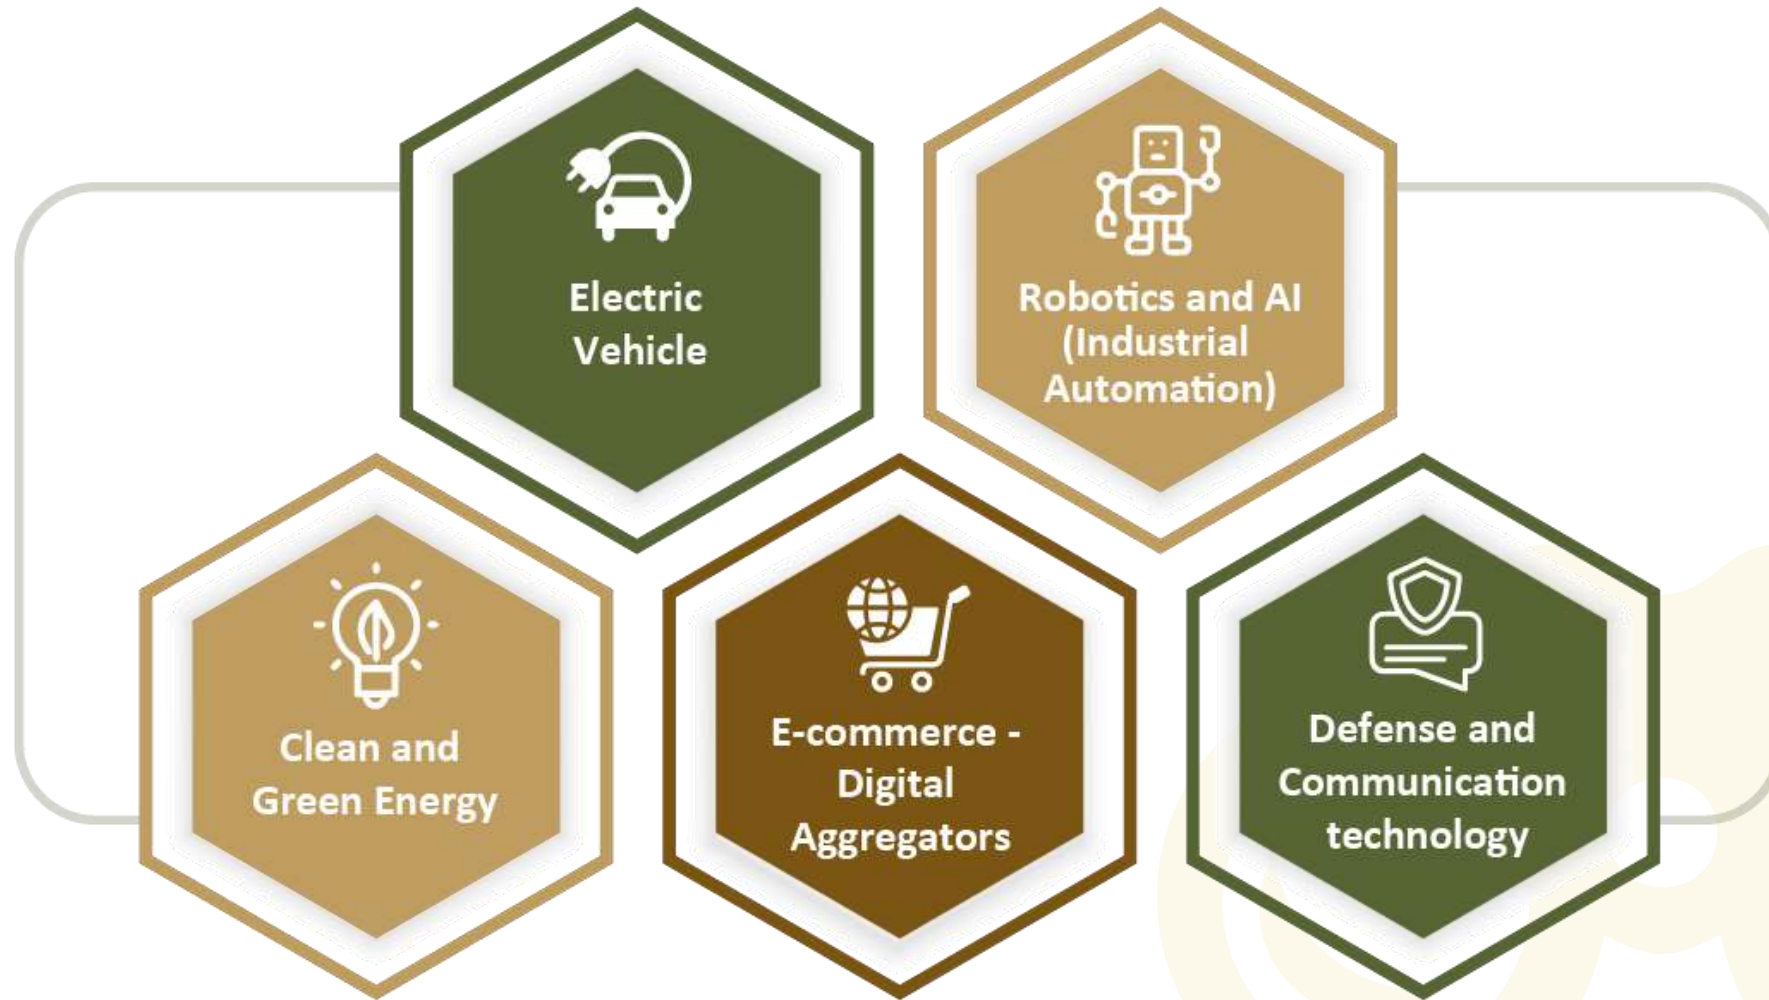 Electric
Vehicle
Robotics and AI
(Industrial
Automation)
Clean and
Green Energy
E-commerce -
Digital
Aggregators
Defense and
Communication
technology